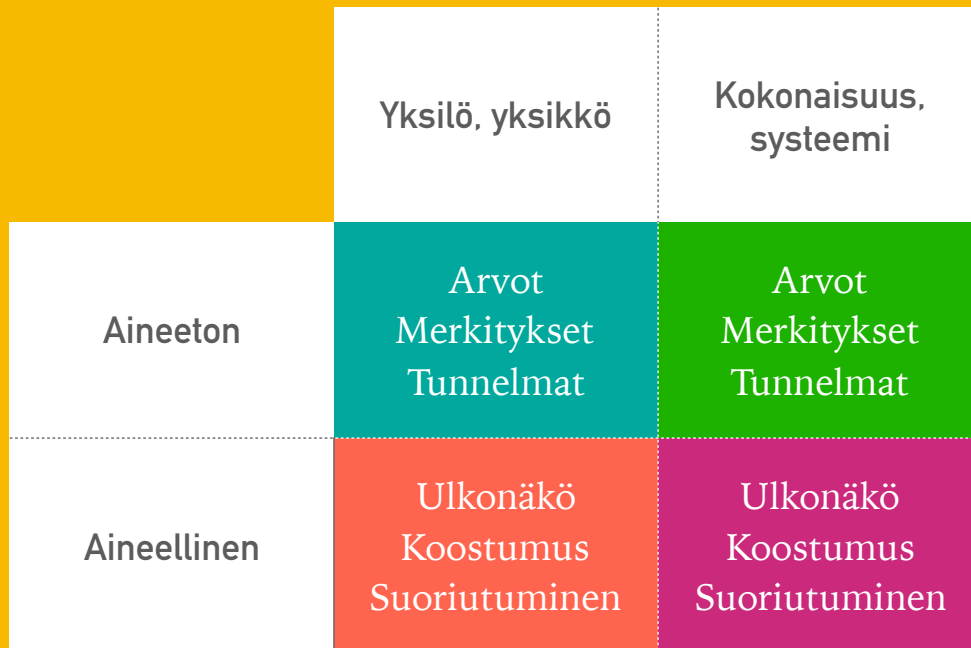 Yksilö, yksikkö
Kokonaisuus,
systeemi
Aineeton
Arvot
Merkitykset
Tunnelmat
Arvot
Merkitykset
Tunnelmat
Aineellinen
Ulkonäkö
Koostumus
Suoriutuminen
Ulkonäkö
Koostumus
Suoriutuminen